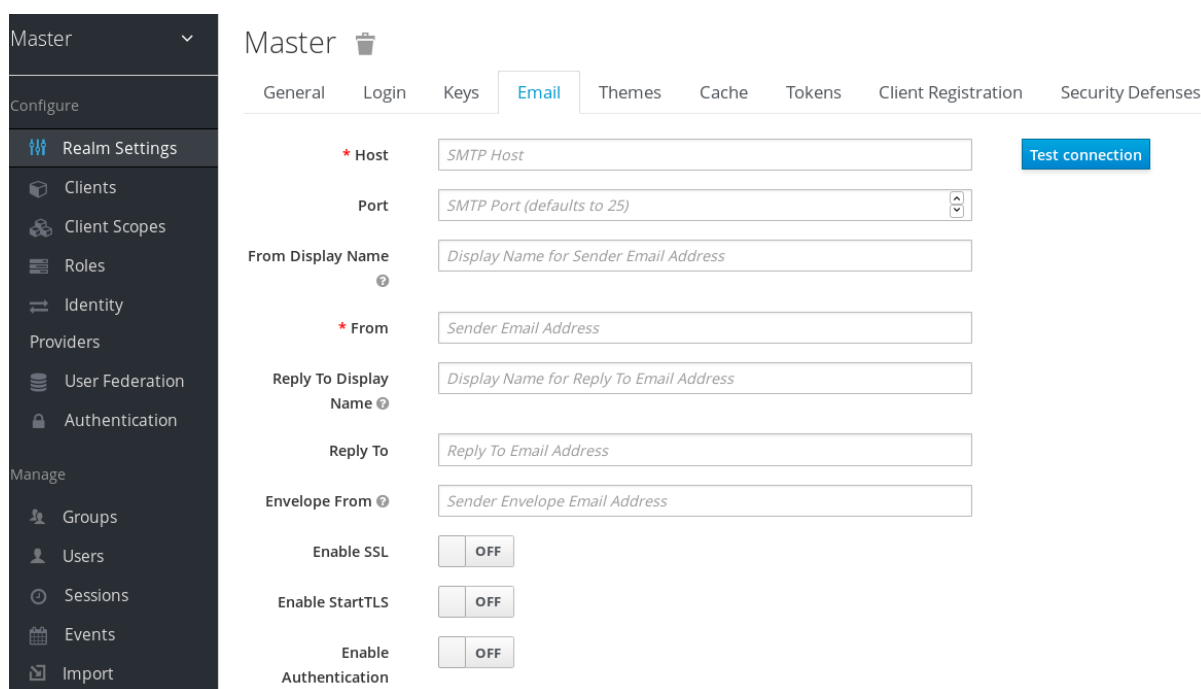 Master
Configure
Realm Settings
Clients
Client Scopes
Roles
Identity
Providers
User Federation
Authentication
Manage
Groups
Users
Sessions
Events
Import
Master
General Login Keys Email Themes Cache Tokens Client Registration Security Defenses
* Host SMTP Host Test connection
Port SMTP Port (defaults to 25)
From Display Name Display Name for Sender Email Address
* From Sender Email Address
Reply To Display Display Name for Reply To Email Address
Name
Reply To Reply To Email Address
Envelope From Sender Envelope Email Address
Enable SSL OFF
Enable StartTLS OFF
Enable OFF
Authentication